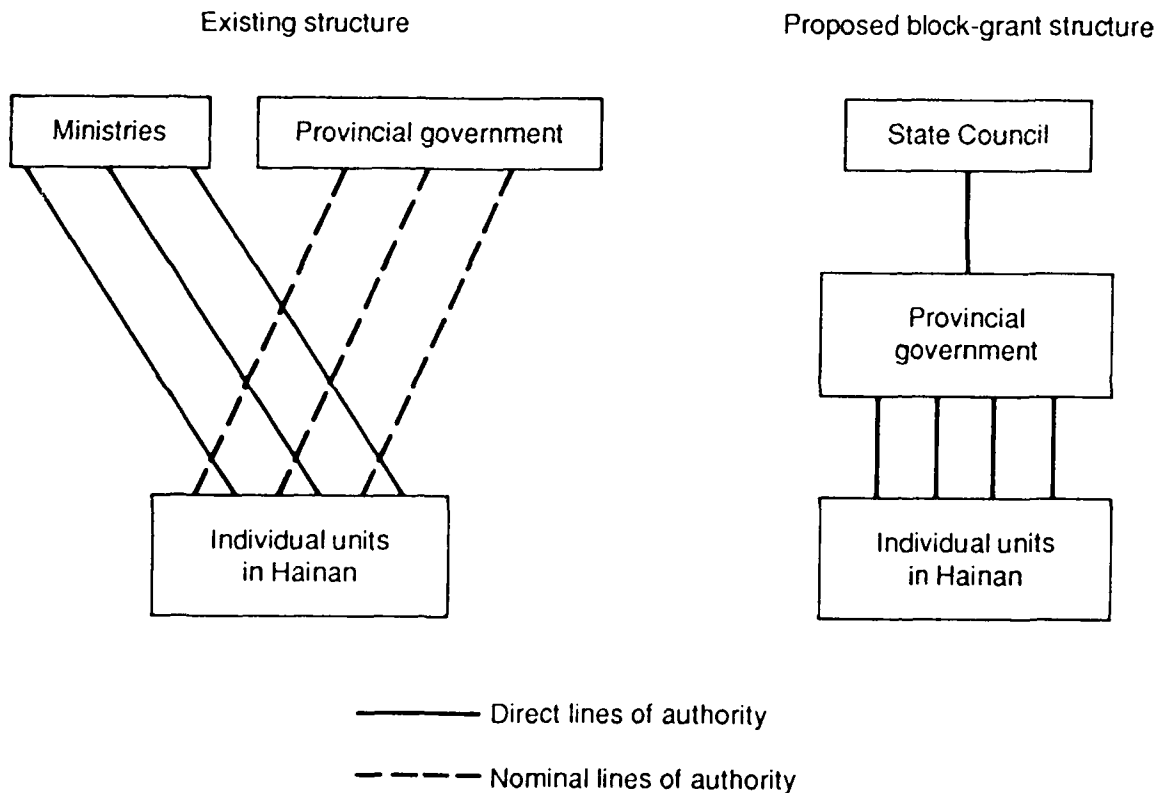 Existing structure
Proposed block-grant structure
Ministries
Provincial government
State Council
Provincial
government
Individual units
in Hainan
Individual units
in Hainan
Direct lines of authority
Nominal lines of authority